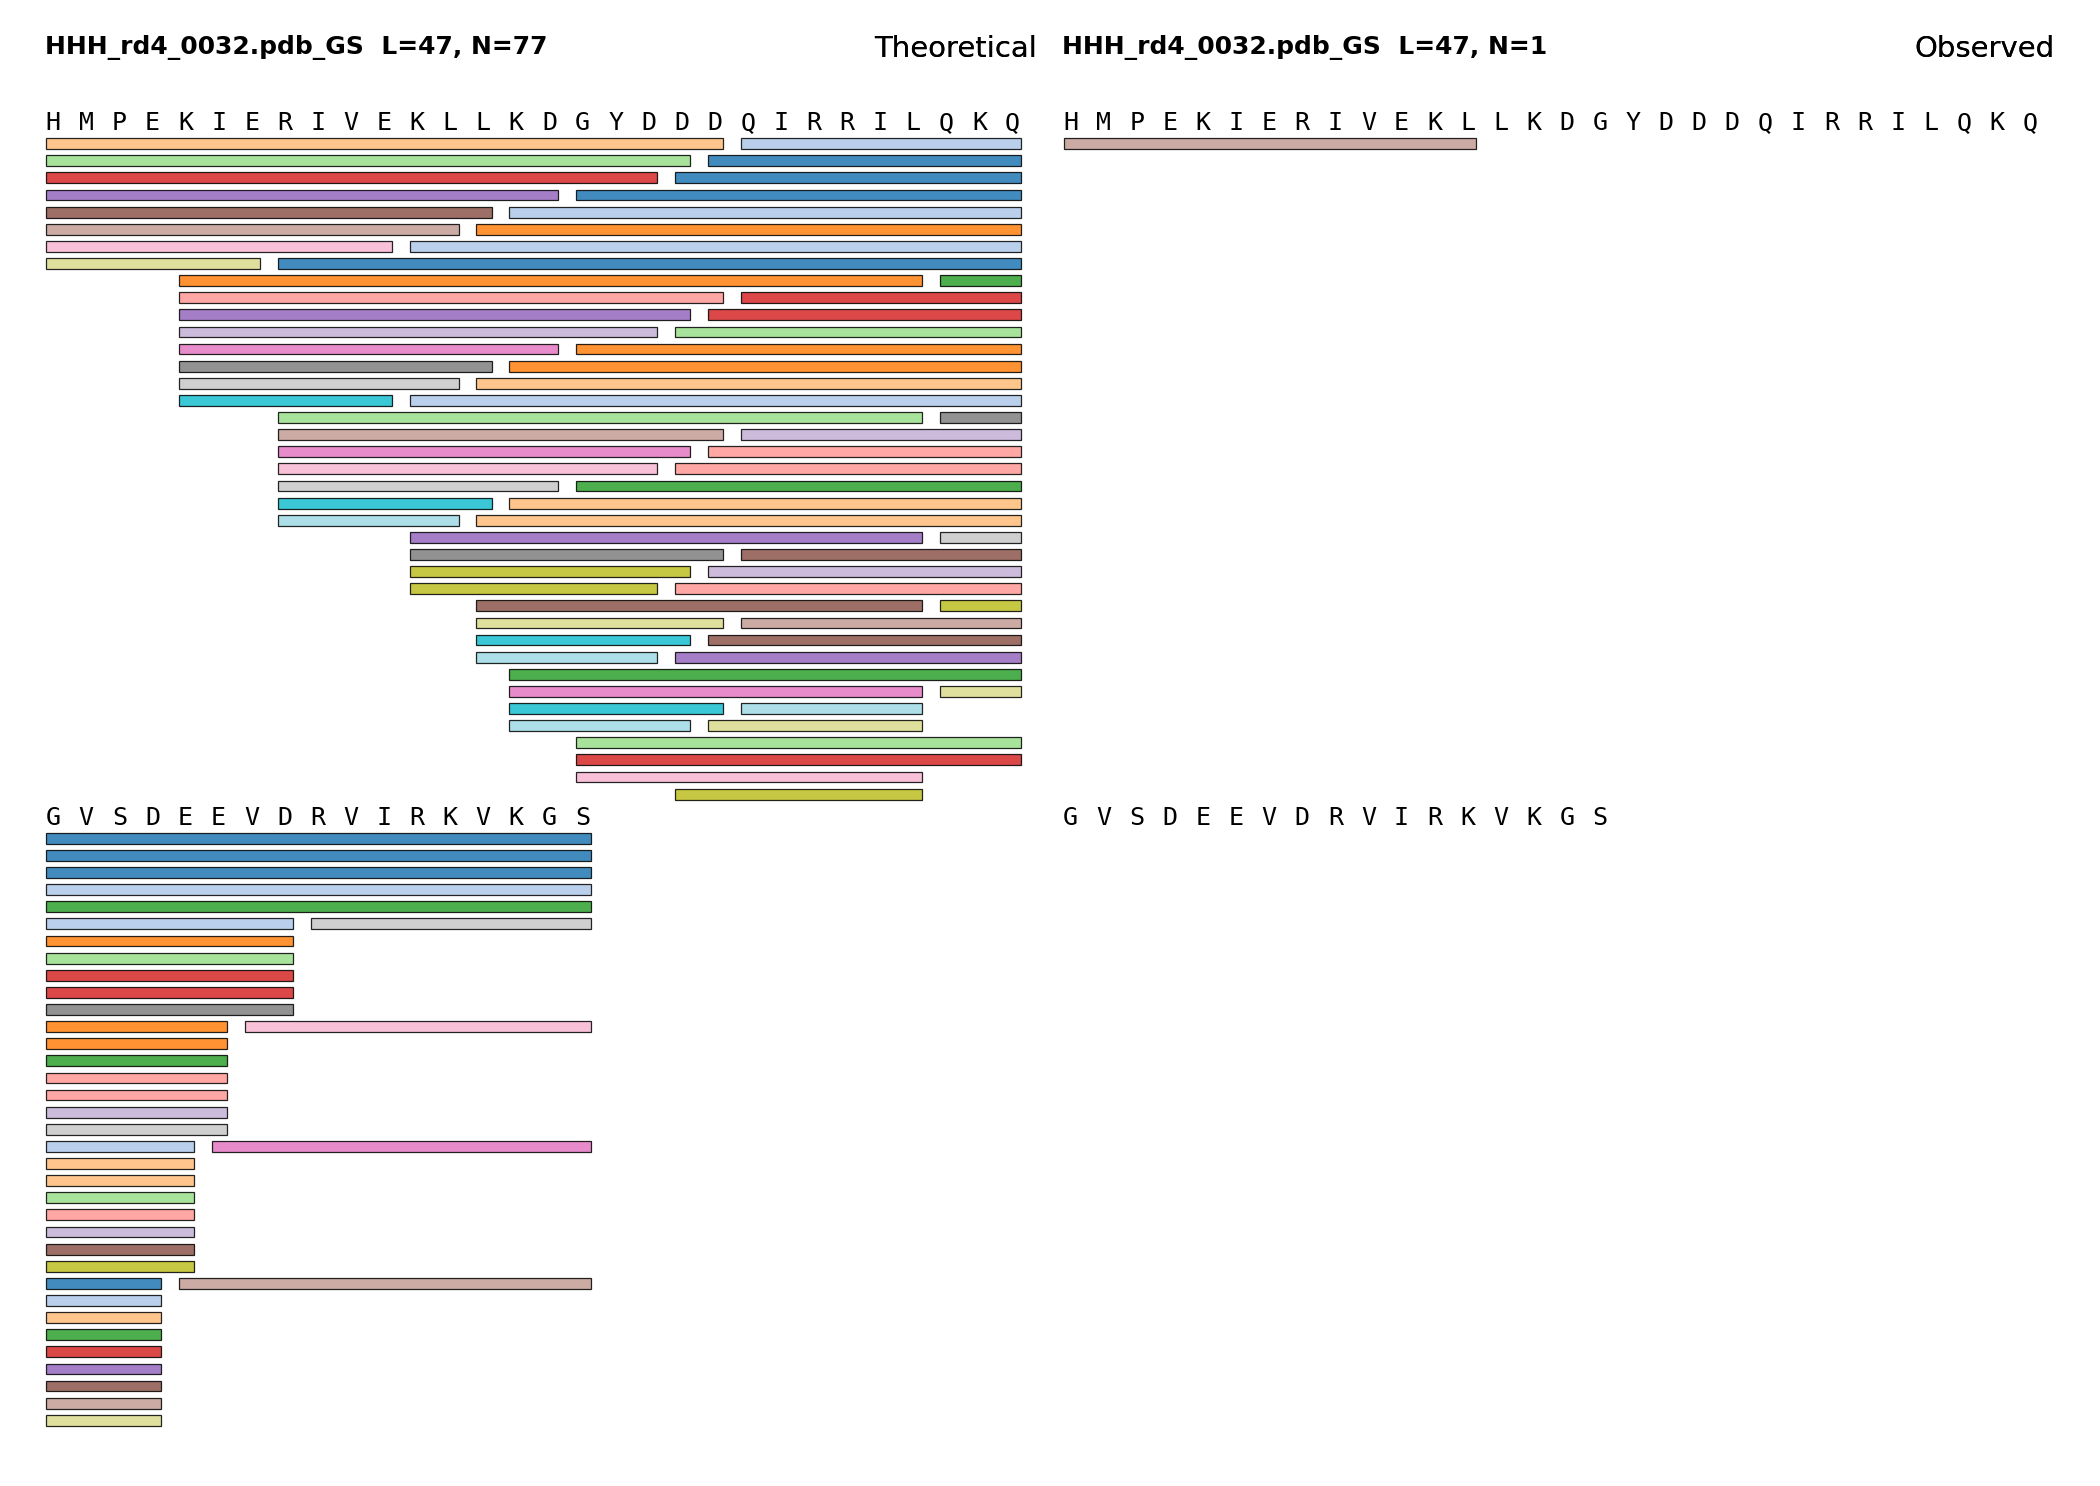 HHH_rd4_0032.pdb_GS L=47, N=77
Theoretical
H M P E K I E R I V E K L L K D G Y D D D Q I R R I L Q K Q
G V S D E E V D R V I R K V K G S
HHH_rd4_0032.pdb_GS L=47, N=1
Observed
H M P E K I E R I V E K L L K D G Y D D D Q I R R I L Q K Q
G V S D E E V D R V I R K V K G S